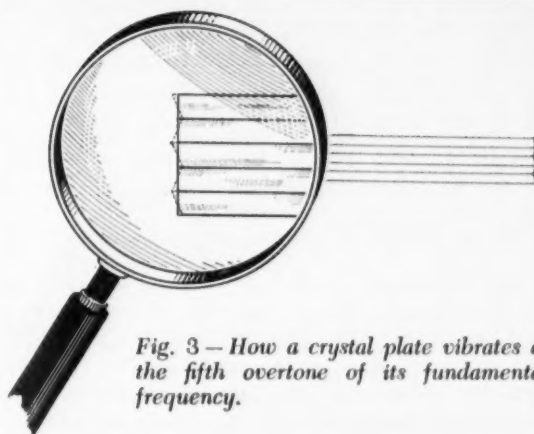 Fig. 3 — How a crystal plate vibrates a
the fifth overtone of its fundamenta
frequency.